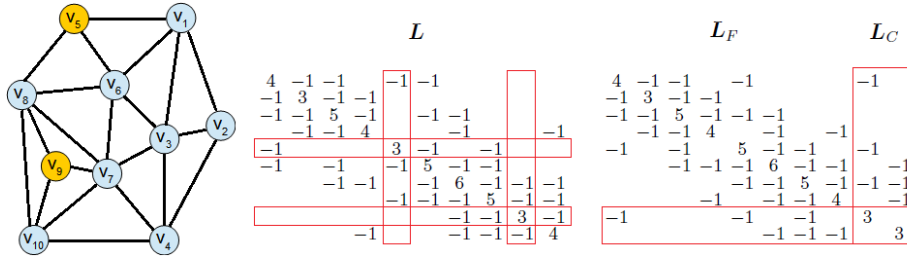 V5
V1
V6
V8
V2
V3
V9
V7
V10
V4
L
4 −1 −1 −1 −1
−1 3 −1 −1
−1 −1 5 −1 −1 −1
−1 −1 4 −1 −1
−1 3 −1 −1
−1 −1 −1 5 −1 −1
−1 −1 −1 6 −1 −1 −1
−1 −1 −1 5 −1 −1
−1 −1 3 −1
−1 −1 −1 −1 4
L_F L_C
4 −1 −1 −1 −1
−1 3 −1 −1
−1 −1 5 −1 −1 −1
−1 −1 4 −1 −1
−1 −1 5 −1 −1 −1
−1 −1 −1 6 −1 −1 −1
−1 −1 5 −1 −1 −1
−1 −1 −1 4 −1
−1 −1 −1 3
−1 −1 −1 3